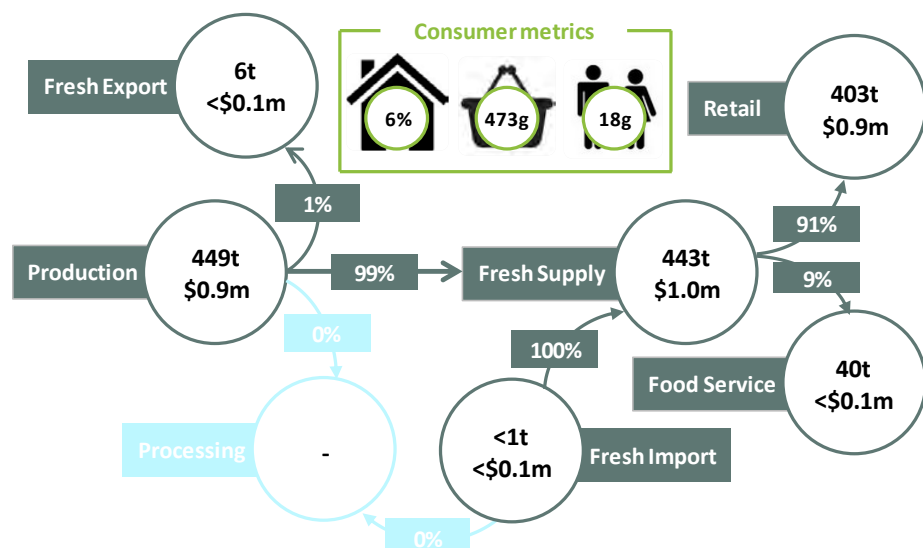 Consumer metrics
6%
473g
18g
Fresh Export
6t
<$0.1m
Retail
403t
$0.9m
1%
91%
Production
449t
$0.9m
99%
Fresh Supply
443t
$1.0m
9%
0%
100%
Food Service
40t
<$0.1m
Processing
-
<1t
<$0.1m
Fresh Import
0%